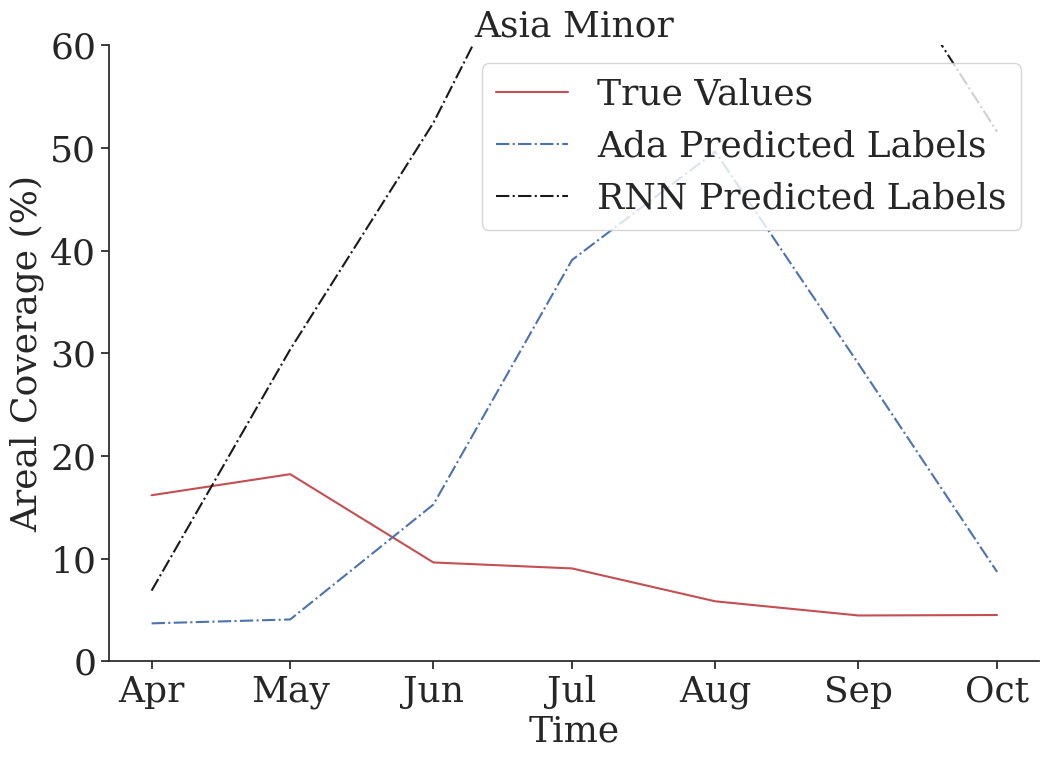 Asia Minor
60
50
40
30
20
10
0
Areal Coverage (%)
True Values
Ada Predicted Labels
RNN Predicted Labels
Apr May Jun Jul Aug Sep Oct
Time